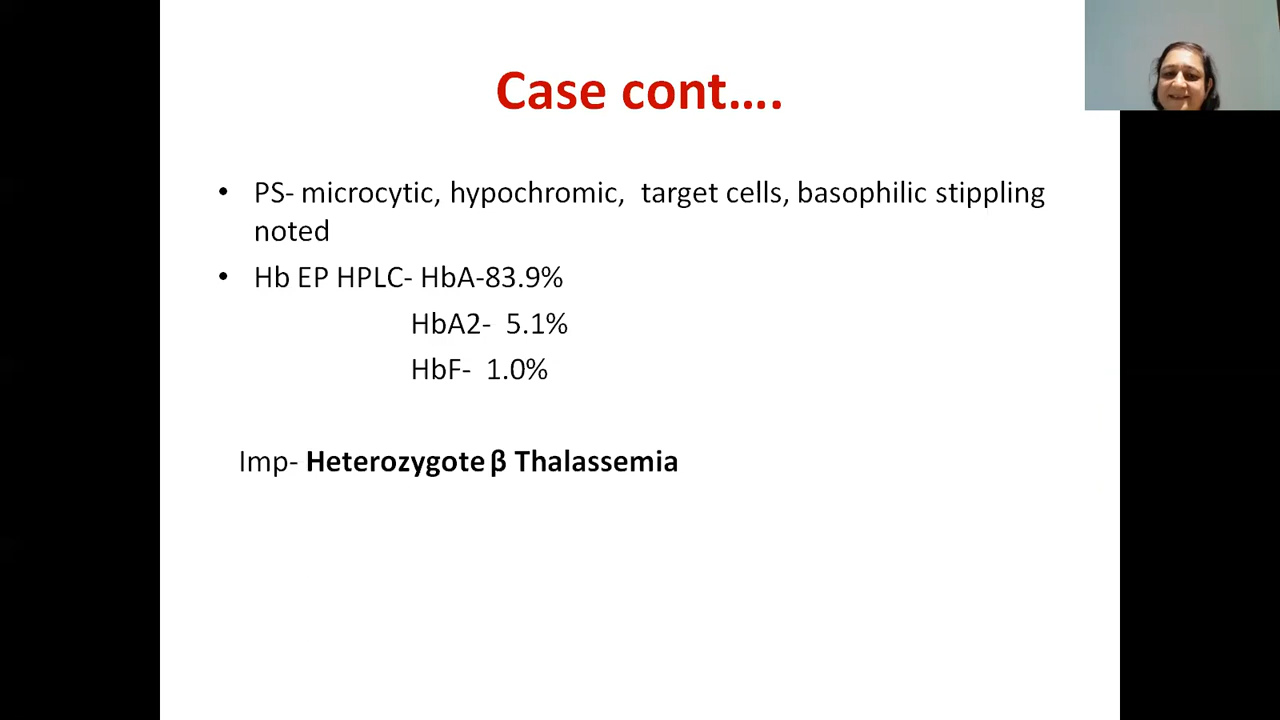 Case cont....
• PS- microcytic, hypochromic, target cells, basophilic stippling
noted
• Hb EP HPLC- HbA-83.9%
HbA2- 5.1%
HbF- 1.0%
Imp- Heterozygote β Thalassemia